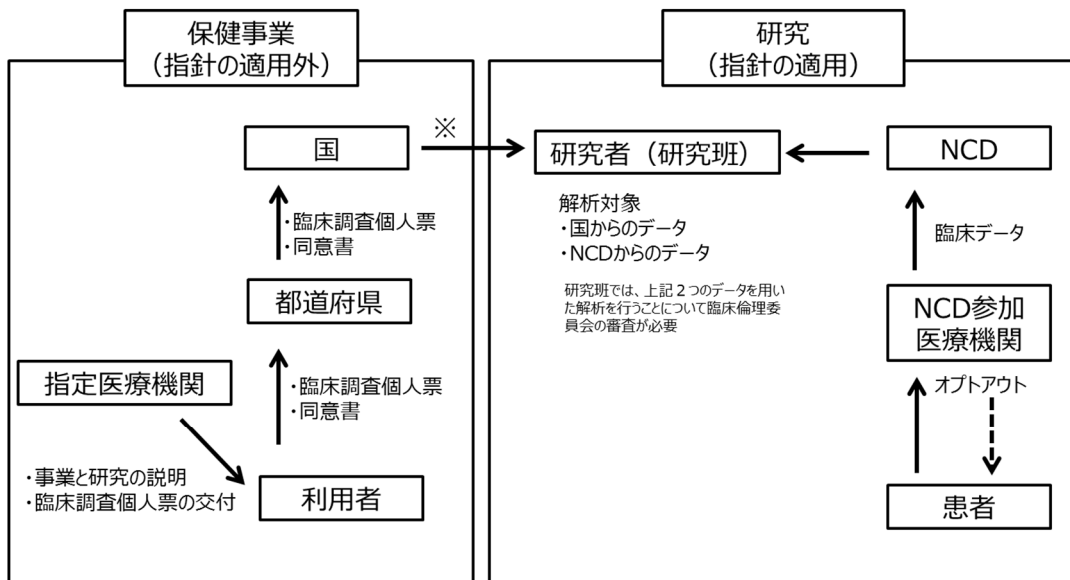 保健事業
（指針の適用外）
国
※
・臨床調査個人票
・同意書
都道府県
指定医療機関
・臨床調査個人票
・同意書
・事業と研究の説明
・臨床調査個人票の交付
利用者
研究
（指針の適用）
研究者（研究班）
NCD
解析対象
・国からのデータ
・NCDからのデータ
臨床データ
研究班では、上記２つのデータを用い
た解析を行うことについて臨床倫理委
員会の審査が必要
NCD参加
医療機関
オプトアウト
患者